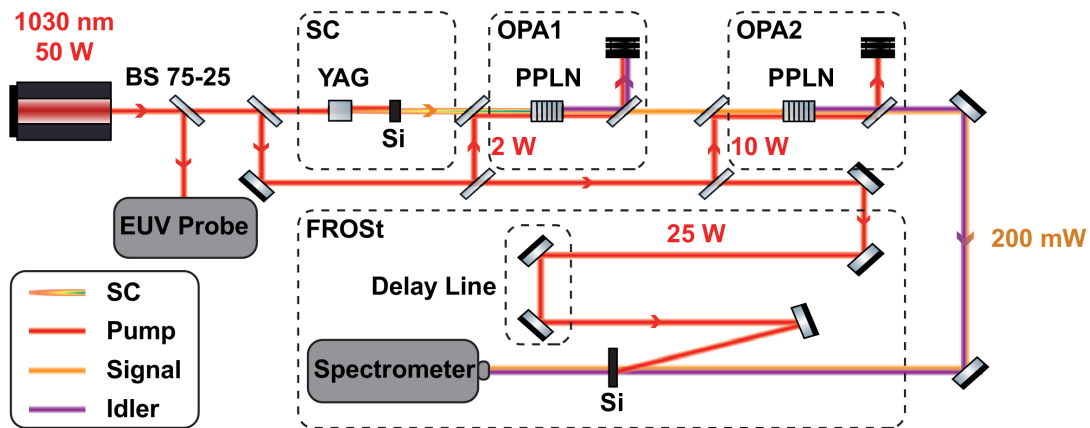 1030 nm
50 W
BS 75-25
SC
YAG
Si
OPA1
PPLN
2 W
OPA2
PPLN
10 W
EUV Probe
FROSt
25 W
200 mW
Delay Line
Spectrometer
Si
SC
Pump
Signal
Idler